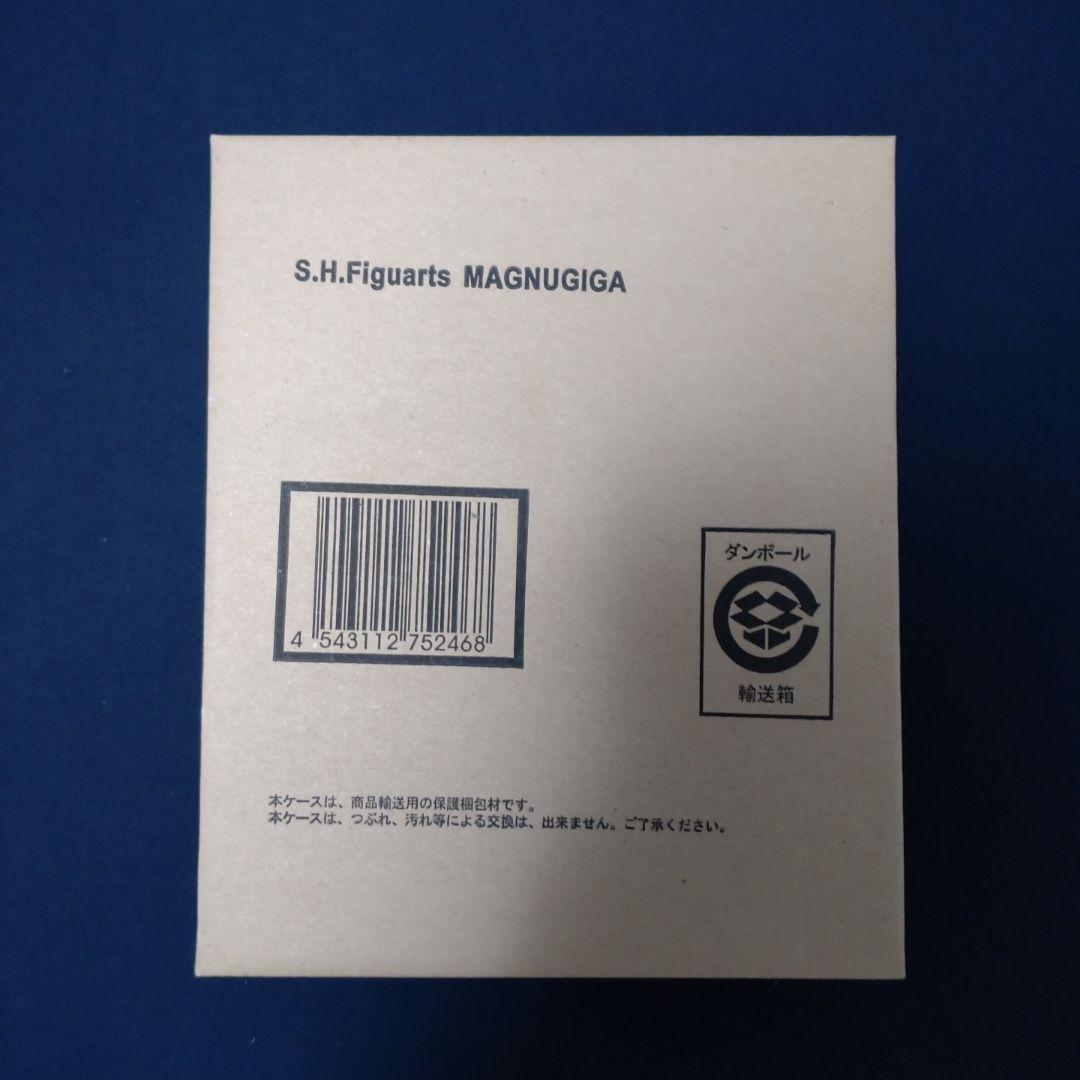 S.H.Figuarts MAGNUGIGA
4 543112 752468
ダンボール
輸送箱
本ケースは、商品輸送用の保護梱包材です。
本ケースは、つぶれ、汚れ等による交換は、出来ません。ご了承ください。